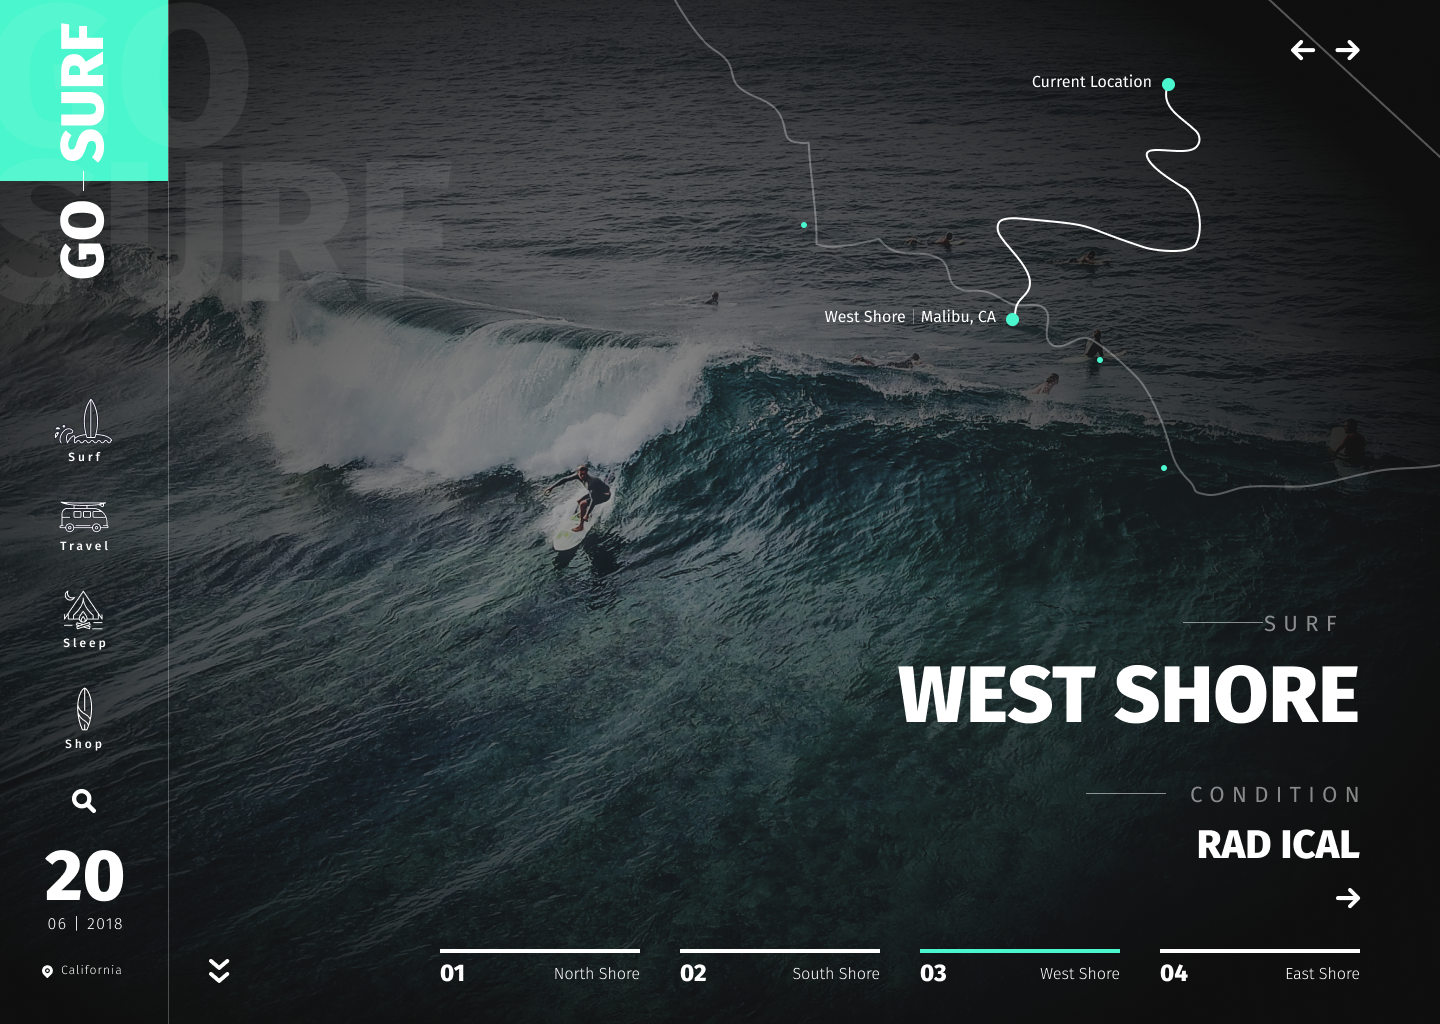 GO
SURF
GO — SURF
Surf
Travel
Sleep
Shop
20
06 | 2018
California
Current Location
West Shore | Malibu, CA
SURF
WEST SHORE
CONDITION
RAD ICAL
01 North Shore
02 South Shore
03 West Shore
04 East Shore